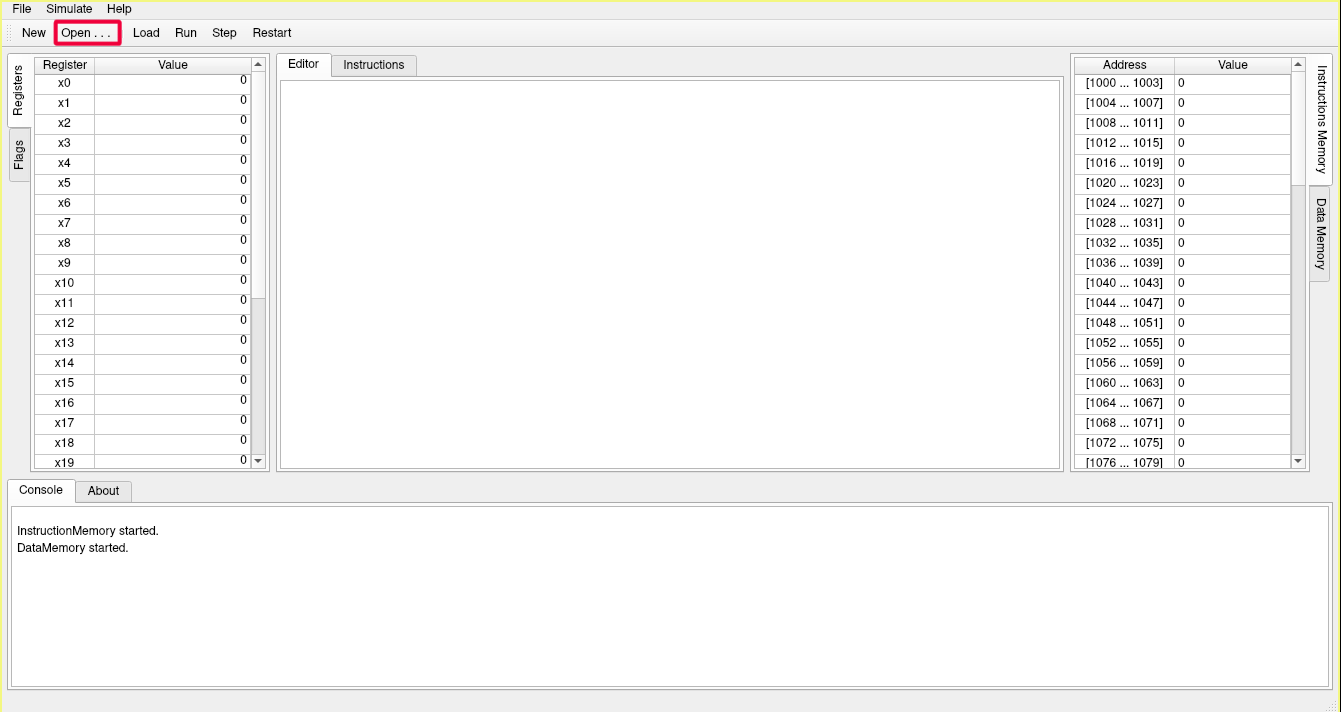 File Simulate Help
New Open . . . Load Run Step Restart
Registers
Flags
Register Value
x0 0
x1 0
x2 0
x3 0
x4 0
x5 0
x6 0
x7 0
x8 0
x9 0
x10 0
x11 0
x12 0
x13 0
x14 0
x15 0
x16 0
x17 0
x18 0
x19 0
Editor Instructions
Address Value
[1000 ... 1003] 0
[1004 ... 1007] 0
[1008 ... 1011] 0
[1012 ... 1015] 0
[1016 ... 1019] 0
[1020 ... 1023] 0
[1024 ... 1027] 0
[1028 ... 1031] 0
[1032 ... 1035] 0
[1036 ... 1039] 0
[1040 ... 1043] 0
[1044 ... 1047] 0
[1048 ... 1051] 0
[1052 ... 1055] 0
[1056 ... 1059] 0
[1060 ... 1063] 0
[1064 ... 1067] 0
[1068 ... 1071] 0
[1072 ... 1075] 0
[1076 ... 1079] 0
Instructions Memory
Data Memory
Console About
InstructionMemory started.
DataMemory started.